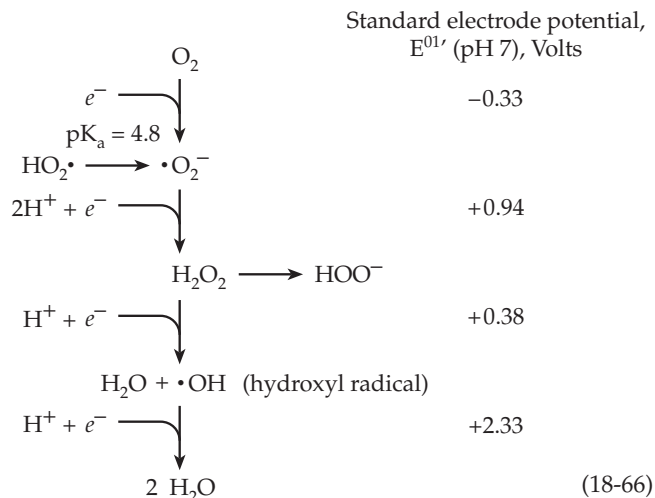 Standard electrode potential,
E⁰¹′ (pH 7), Volts
O₂
e⁻ −0.33
pKₐ = 4.8
HO₂• •O₂⁻
2H⁺ + e⁻ +0.94
H₂O₂ HOO⁻
H⁺ + e⁻ +0.38
H₂O + •OH (hydroxyl radical)
H⁺ + e⁻ +2.33
2 H₂O (18-66)